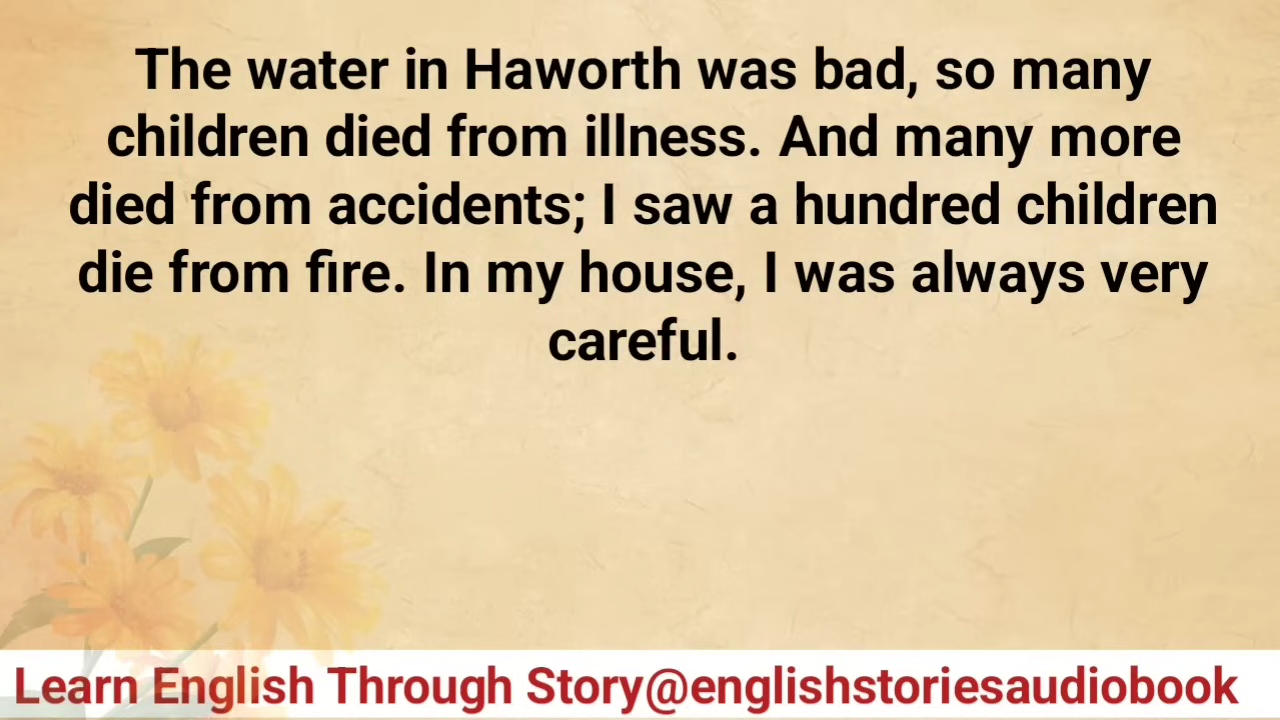 The water in Haworth was bad, so many
children died from illness. And many more
died from accidents; I saw a hundred children
die from fire. In my house, I was always very
careful.
Learn English Through Story@englishstoriesaudiobook